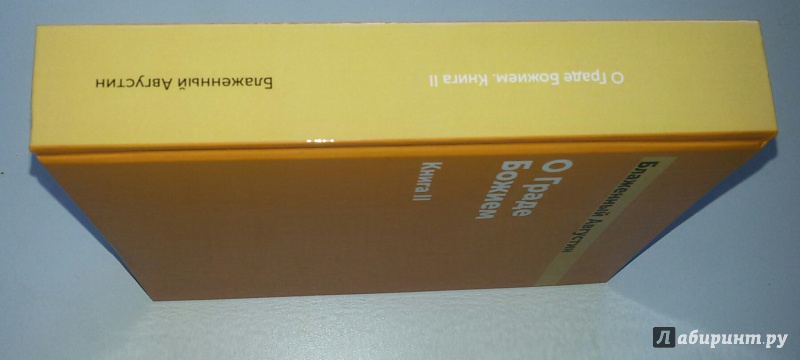 Блаженный Августин
О Граде Божием. Книга II
Блаженный Августин
О Граде
Божием
Книга II
Лабиринт.ру